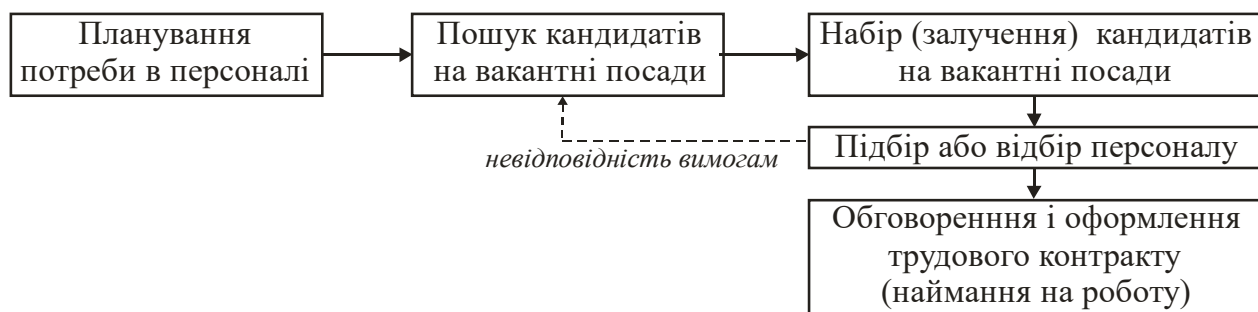 Планування
потреби в персоналі
Пошук кандидатів
на вакантні посади
Набір (залучення) кандидатів
на вакантні посади
невідповідність вимогам
Підбір або відбір персоналу
Обговоренння і оформлення
трудового контракту
(наймання на роботу)